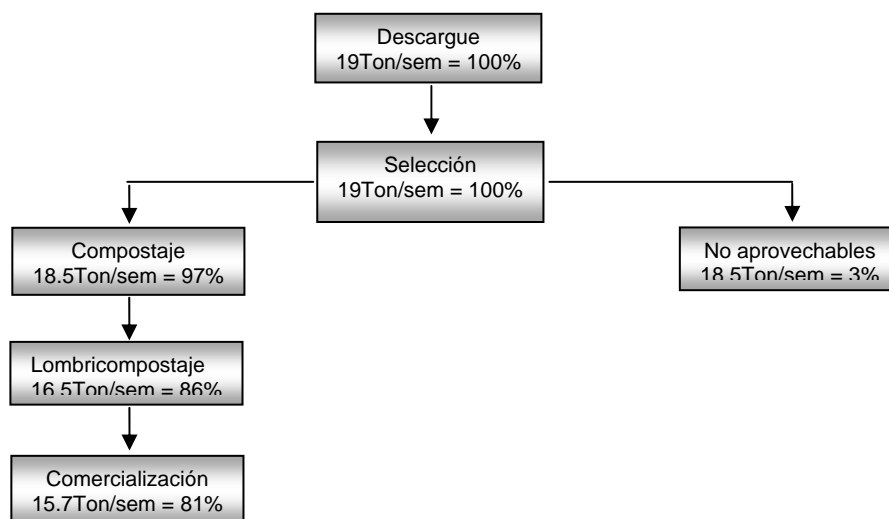 Descargue
19Ton/sem = 100%
Selección
19Ton/sem = 100%
Compostaje
18.5Ton/sem = 97%
No aprovechables
18.5Ton/sem = 3%
Lombricompostaje
16.5Ton/sem = 86%
Comercialización
15.7Ton/sem = 81%